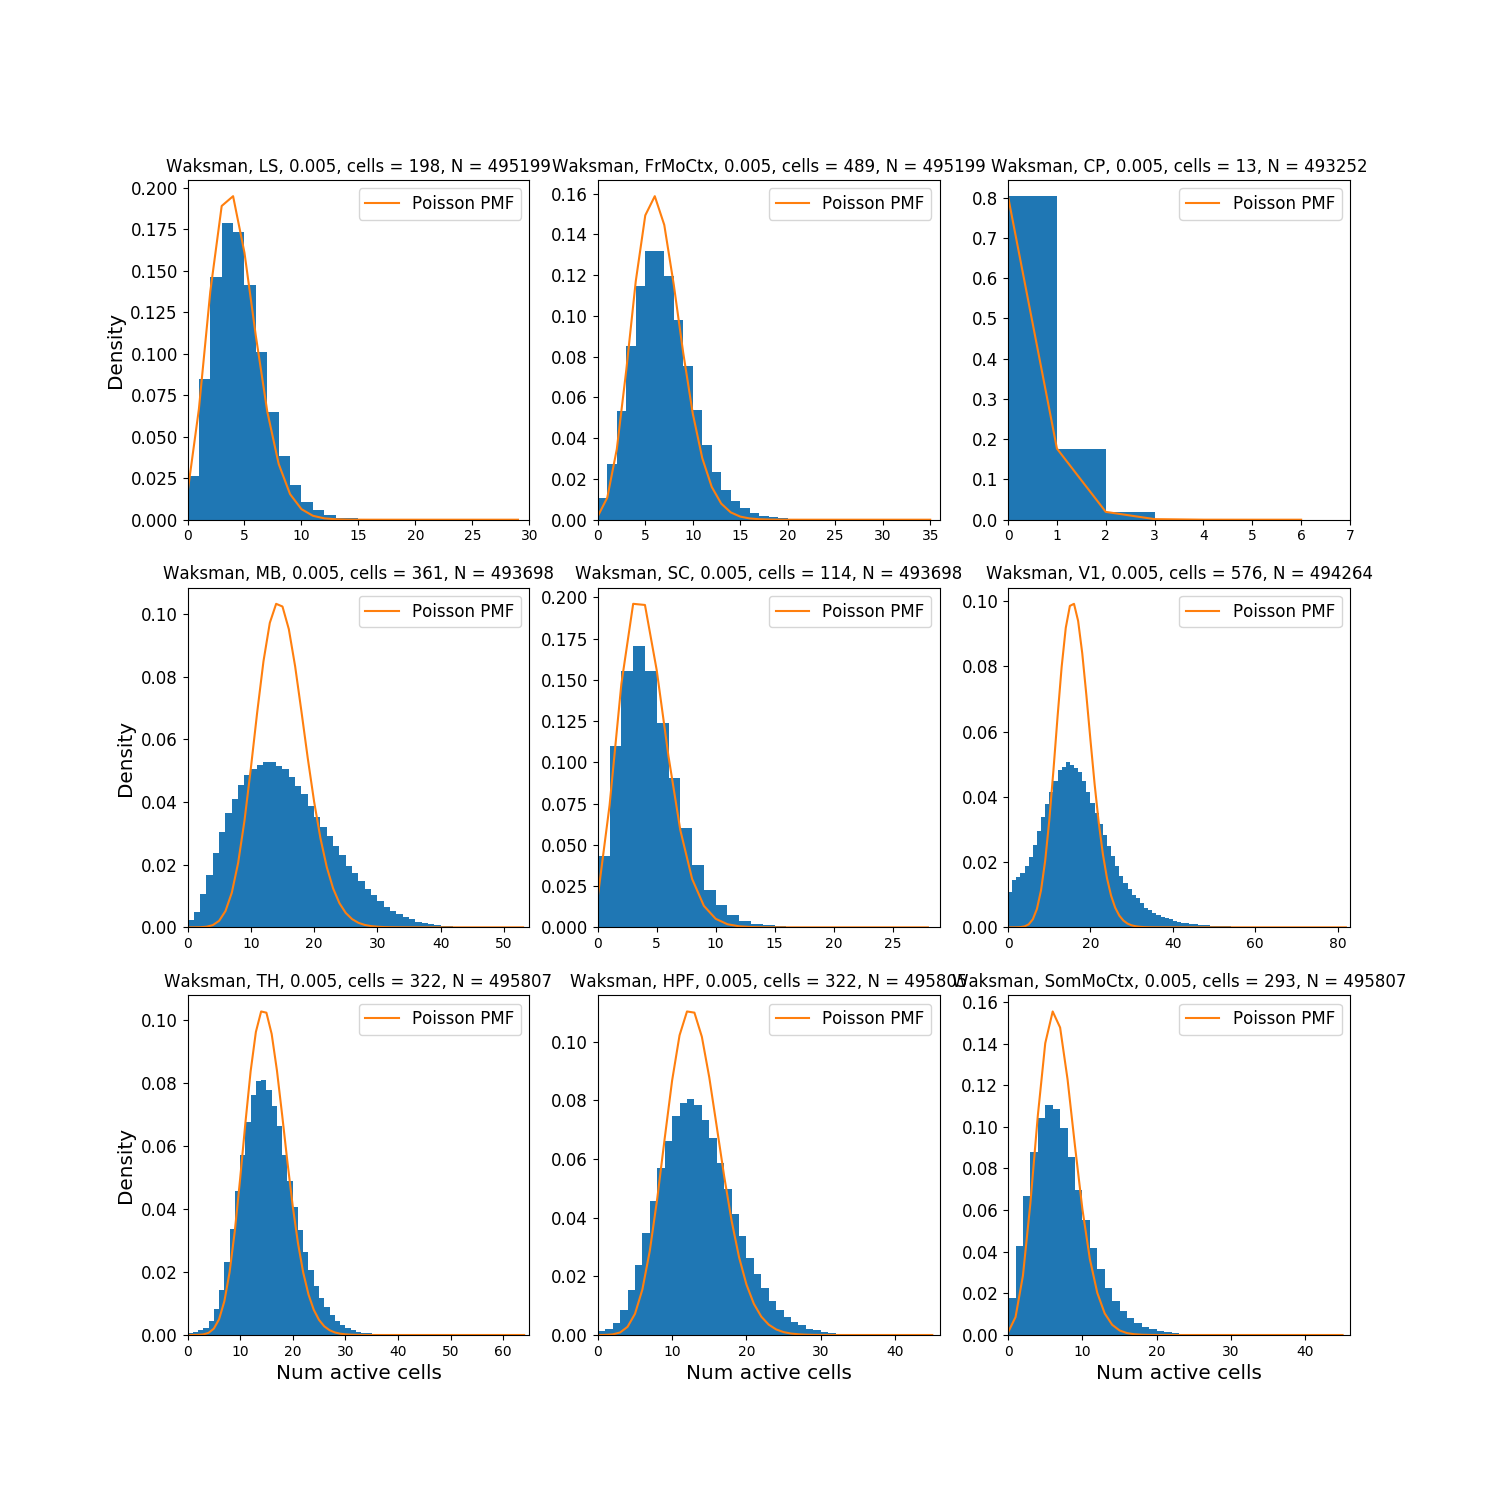 Waksman, LS, 0.005, cells = 198, N = 495199
Waksman, FrMoCtx, 0.005, cells = 489, N = 495199
Waksman, CP, 0.005, cells = 13, N = 493252
Density
0.200
0.175
0.150
0.125
0.100
0.075
0.050
0.025
0.000
Poisson PMF
0 5 10 15 20 25 30
0.16
0.14
0.12
0.10
0.08
0.06
0.04
0.02
0.00
Poisson PMF
0 5 10 15 20 25 30 35
0.8
0.7
0.6
0.5
0.4
0.3
0.2
0.1
0.0
Poisson PMF
0 1 2 3 4 5 6 7
Waksman, MB, 0.005, cells = 361, N = 493698
Waksman, SC, 0.005, cells = 114, N = 493698
Waksman, V1, 0.005, cells = 576, N = 494264
Density
0.10
0.08
0.06
0.04
0.02
0.00
Poisson PMF
0 10 20 30 40 50
0.200
0.175
0.150
0.125
0.100
0.075
0.050
0.025
0.000
Poisson PMF
0 5 10 15 20 25
0.10
0.08
0.06
0.04
0.02
0.00
Poisson PMF
0 20 40 60 80
Waksman, TH, 0.005, cells = 322, N = 495807
Waksman, HPF, 0.005, cells = 322, N = 495805
Waksman, SomMoCtx, 0.005, cells = 293, N = 495807
Density
0.10
0.08
0.06
0.04
0.02
0.00
Poisson PMF
0 10 20 30 40 50 60
Num active cells
0.10
0.08
0.06
0.04
0.02
0.00
Poisson PMF
0 10 20 30 40
Num active cells
0.16
0.14
0.12
0.10
0.08
0.06
0.04
0.02
0.00
Poisson PMF
0 10 20 30 40
Num active cells